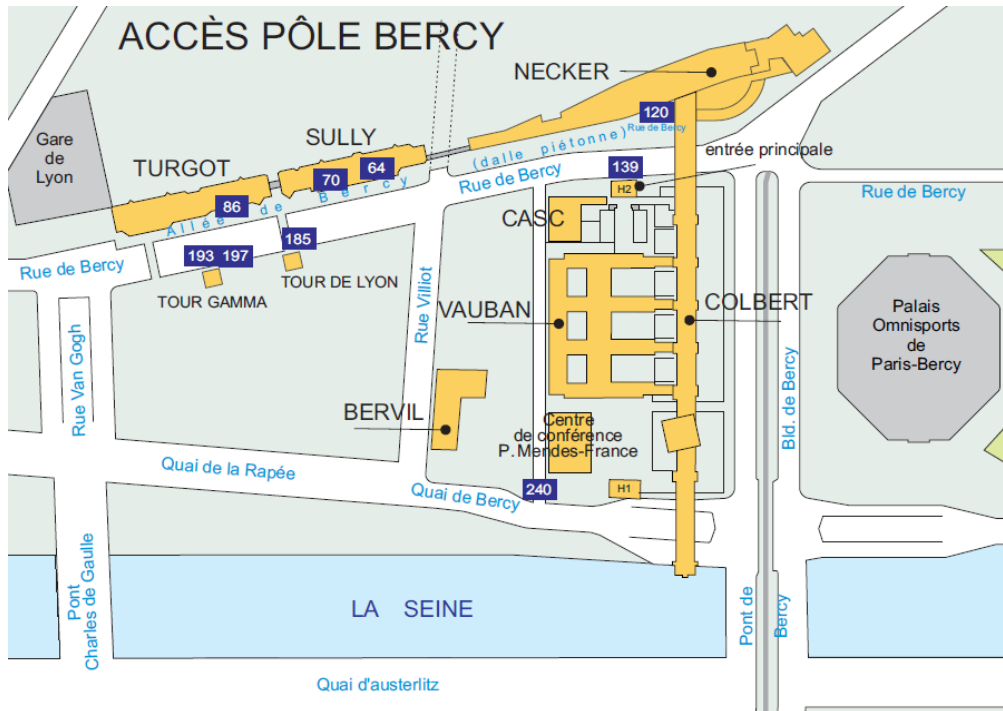 ACCÈS PÔLE BERCY
NECKER
120
Rue de Bercy
Gare
de
Lyon
SULLY
TURGOT
64
70
86
Allée de Bercy
(dalle piétonne)
Rue de Bercy
139
entrée principale
H2
Rue de Bercy
CASC
185
193 197
Rue de Bercy
TOUR DE LYON
TOUR GAMMA
VAUBAN
COLBERT
Palais
Omnisports
de
Paris-Bercy
Rue Villiot
Rue Van Gogh
Bld. de Bercy
BERVIL
Centre
de conférence
P. Mendes-France
Quai de la Rapée
Quai de Bercy
240
H1
Pont
Charles de Gaulle
LA SEINE
Pont de
Bercy
Quai d'austerlitz